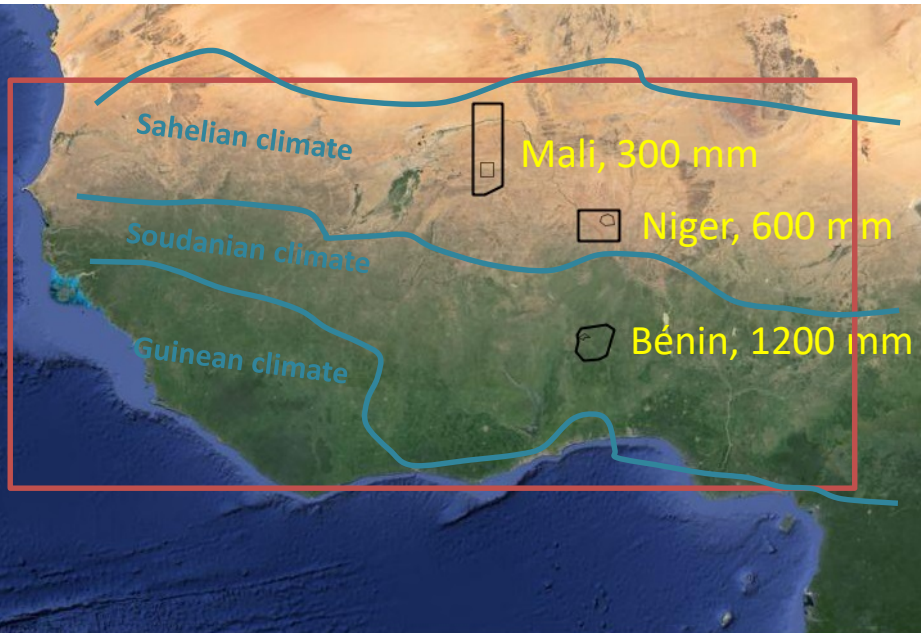 Sahelian climate
Mali, 300 mm
Niger, 600 mm
Soudanian climate
Bénin, 1200 mm
Guinean climate